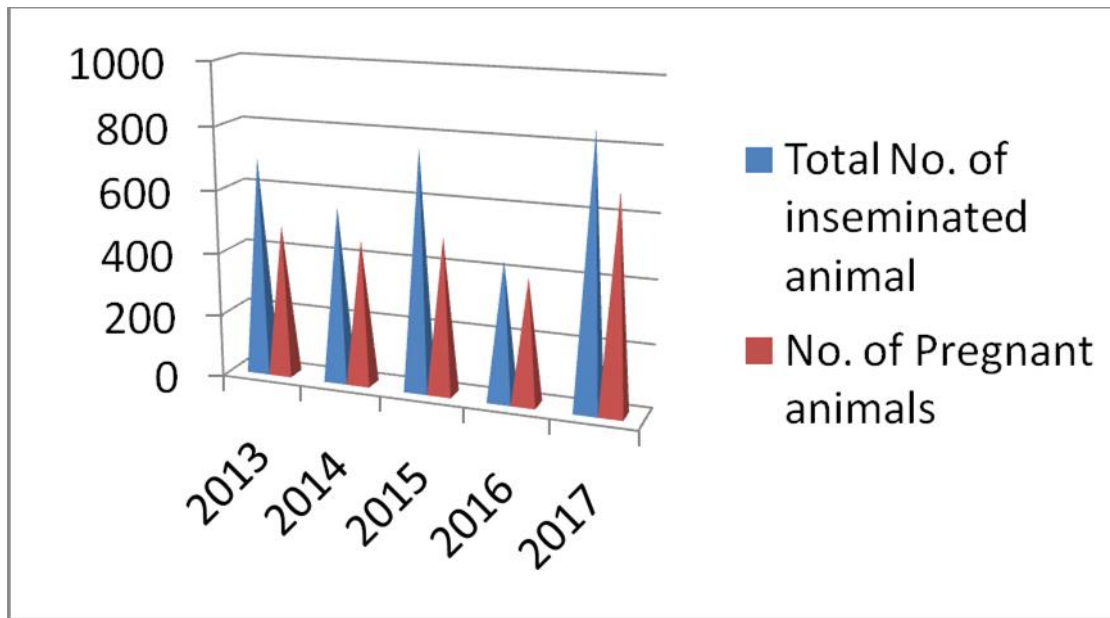 1000
800
600
400
200
0
2013
2014
2015
2016
2017
Total No. of
inseminated
animal
No. of Pregnant
animals